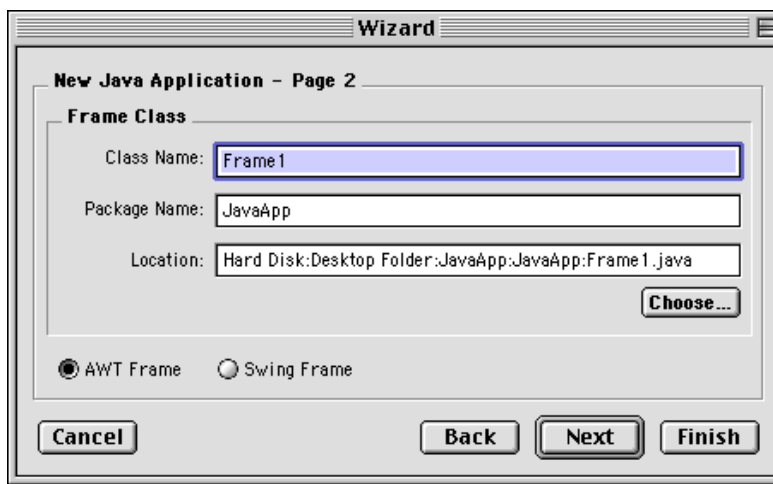 Wizard
New Java Application - Page 2
Frame Class
Class Name: Frame1
Package Name: JavaApp
Location: Hard Disk:Desktop Folder:JavaApp:JavaApp:Frame1.java
Choose...
AWT Frame Swing Frame
Cancel Back Next Finish